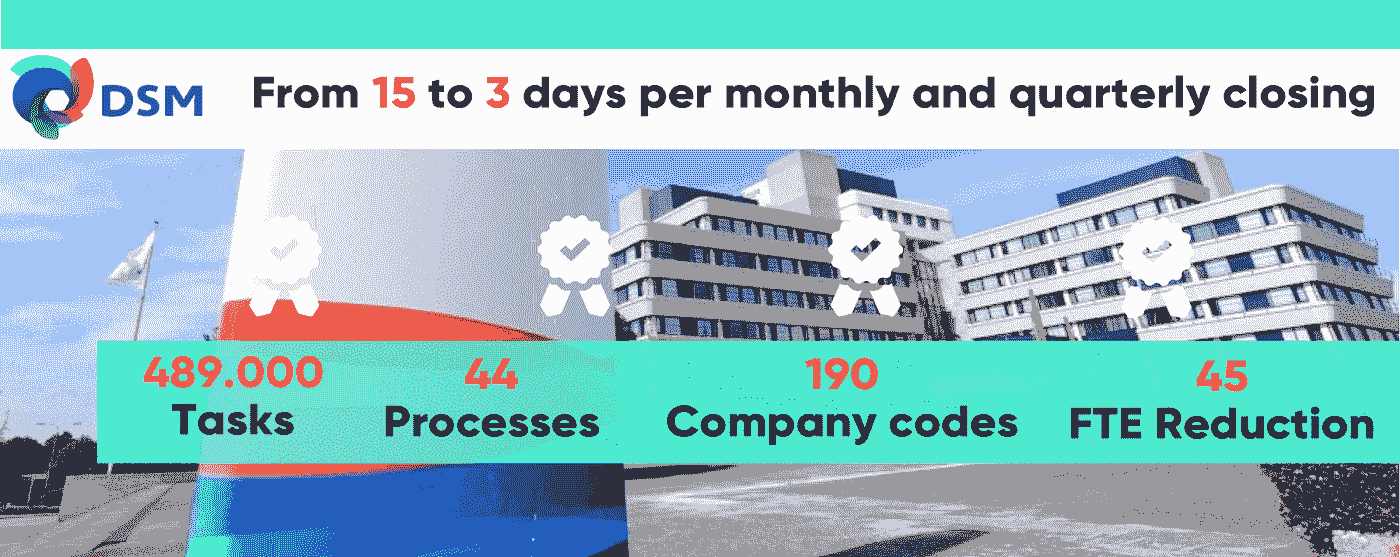 DSM
From 15 to 3 days per monthly and quarterly closing
489.000 44 190 45
Tasks Processes Company codes FTE Reduction